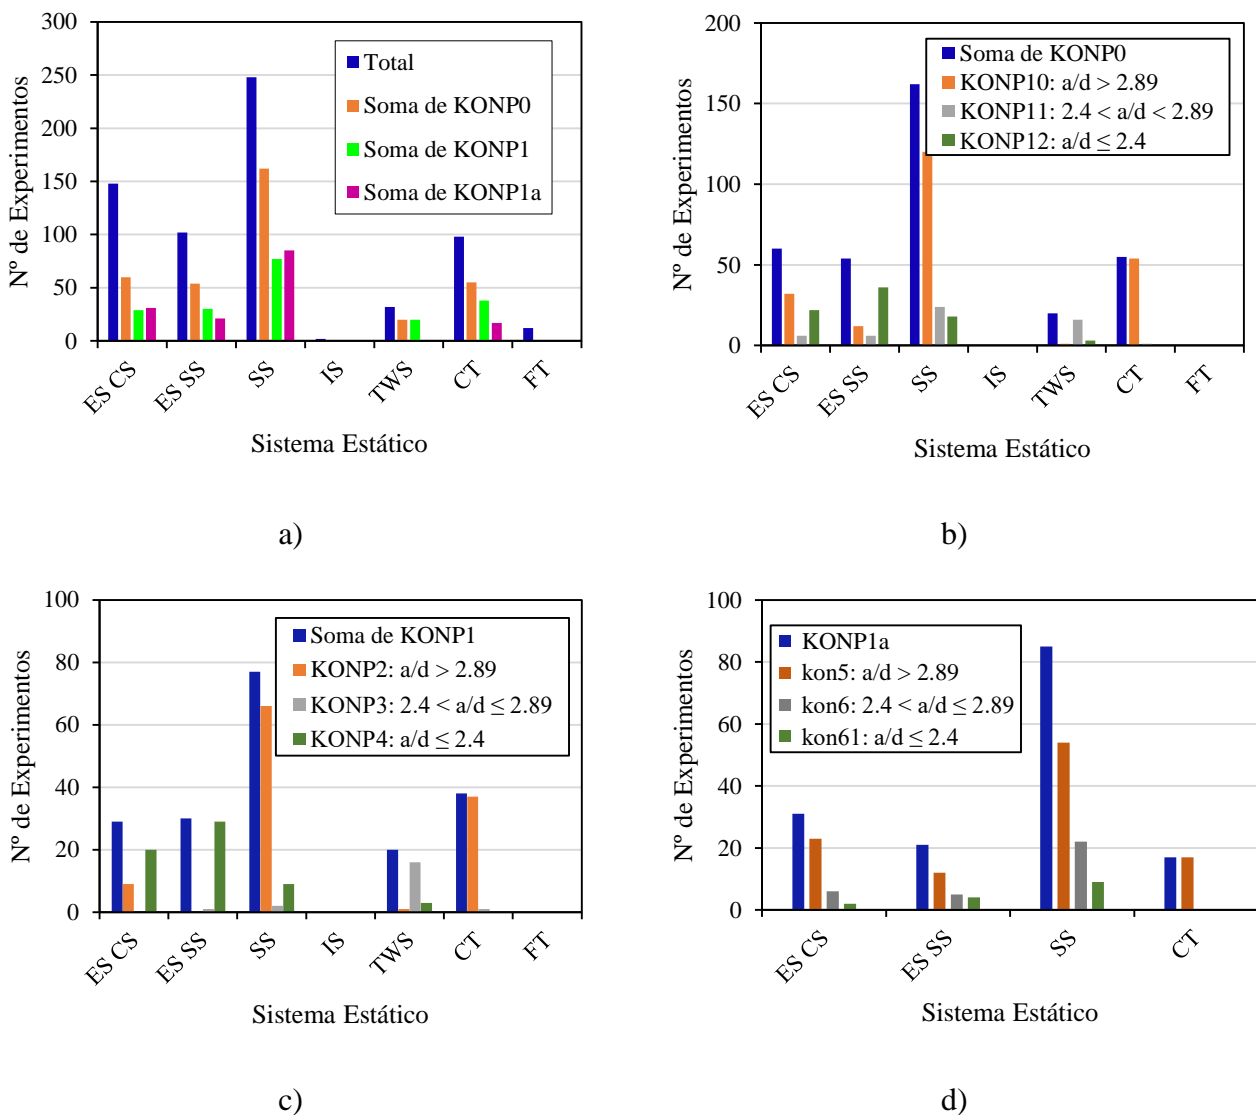 300
250
200
150
100
50
0
Nº de Experimentos
Total
Soma de KONP0
Soma de KONP1
Soma de KONP1a
ES CS
ES SS
SS
IS
TWS
CT
FT
Sistema Estático
a)
200
150
100
50
0
Nº de Experimentos
Soma de KONP0
KONP10: a/d > 2.89
KONP11: 2.4 < a/d < 2.89
KONP12: a/d ≤ 2.4
ES CS
ES SS
SS
IS
TWS
CT
FT
Sistema Estático
b)
100
80
60
40
20
0
Nº de Experimentos
Soma de KONP1
KONP2: a/d > 2.89
KONP3: 2.4 < a/d ≤ 2.89
KONP4: a/d ≤ 2.4
ES CS
ES SS
SS
IS
TWS
CT
FT
Sistema Estático
c)
100
80
60
40
20
0
Nº de Experimentos
KONP1a
kon5: a/d > 2.89
kon6: 2.4 < a/d ≤ 2.89
kon61: a/d ≤ 2.4
ES CS
ES SS
SS
CT
Sistema Estático
d)